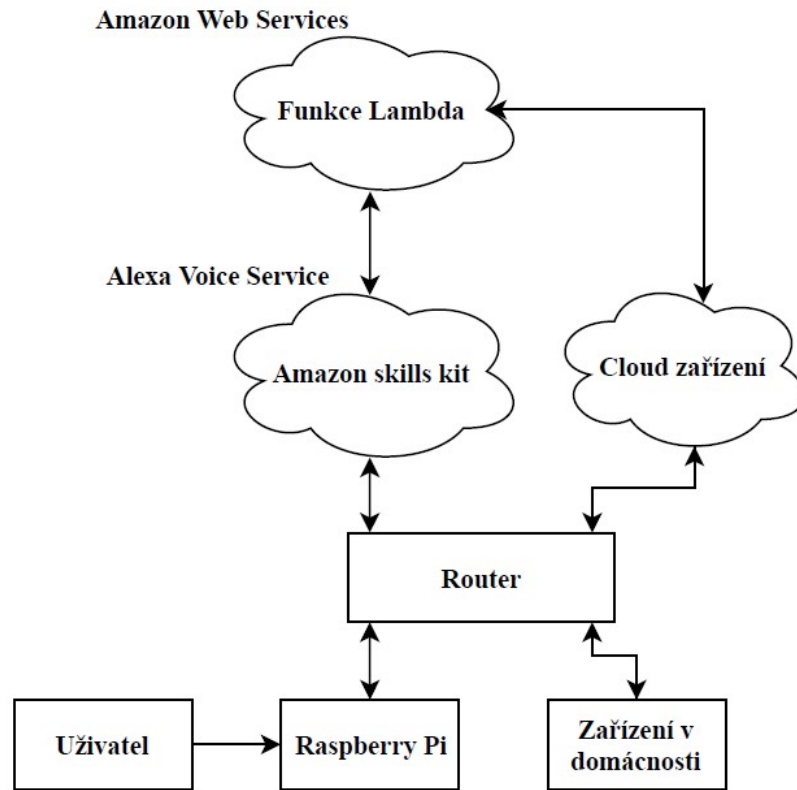 Amazon Web Services
Funkce Lambda
Alexa Voice Service
Amazon skills kit
Cloud zařízení
Router
Uživatel
Raspberry Pi
Zařízení v
domácnosti